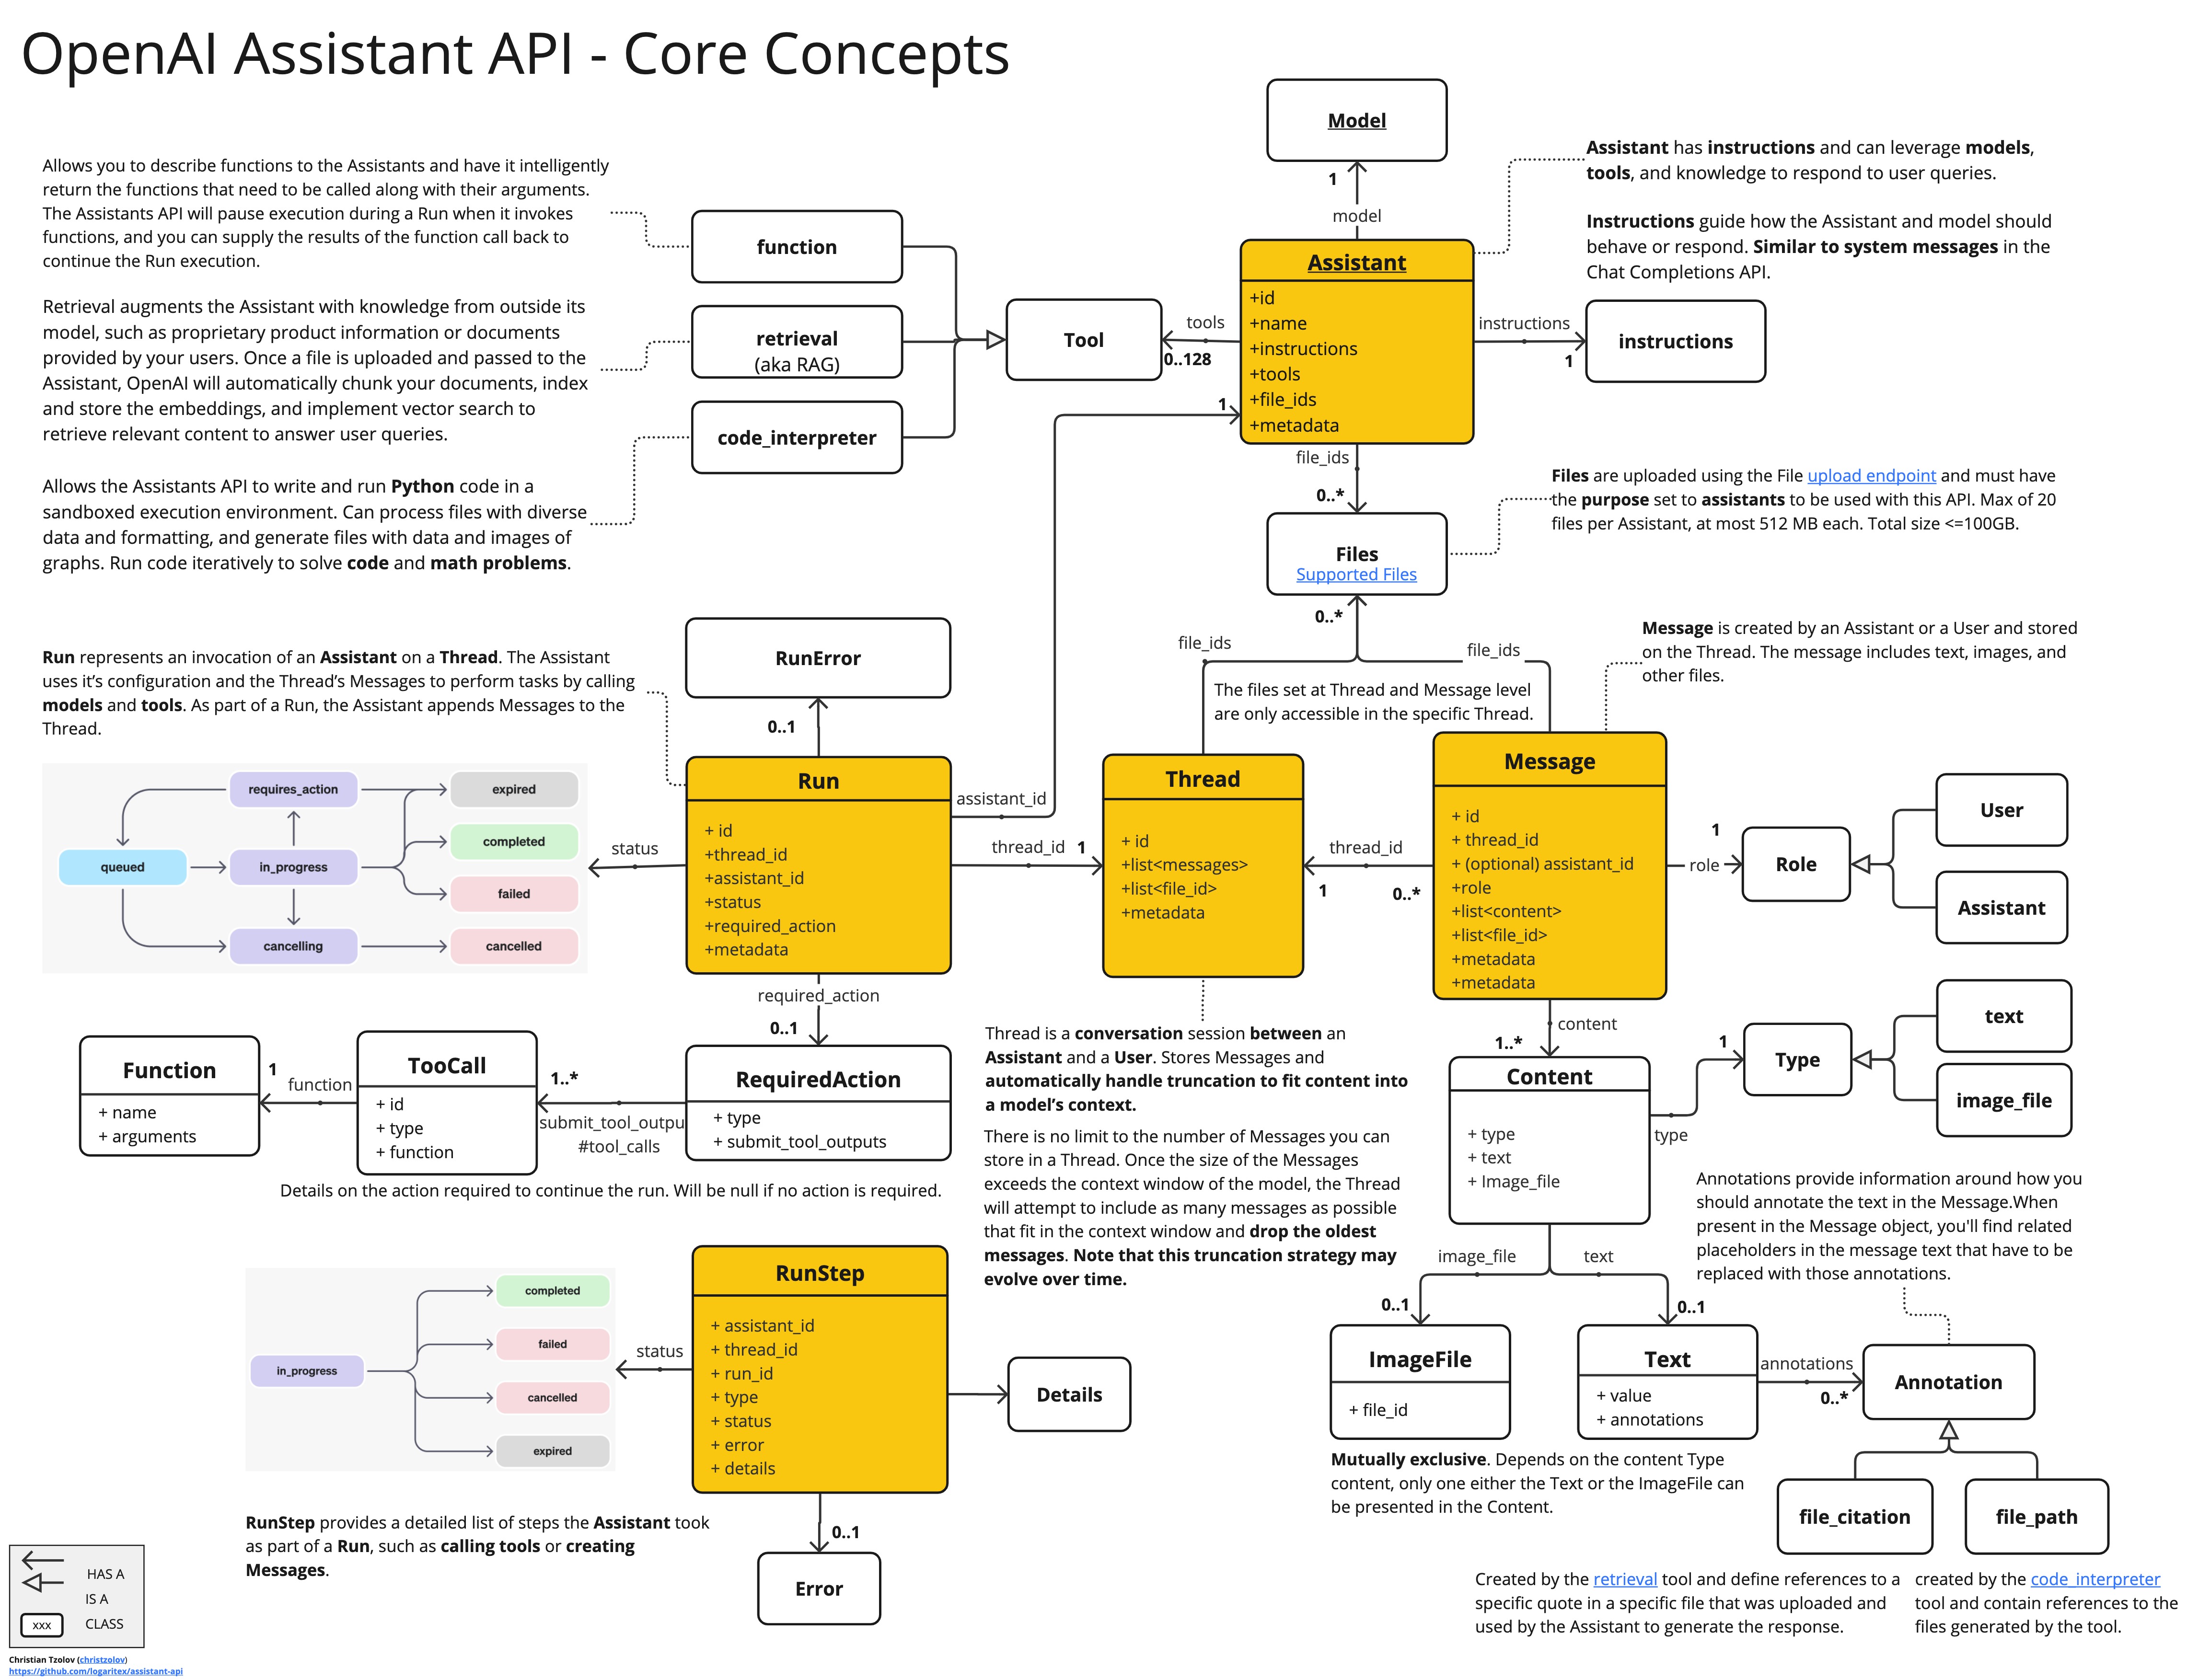 OpenAI Assistant API - Core Concepts
Model
1
model
Assistant has instructions and can leverage models,
tools, and knowledge to respond to user queries.
Instructions guide how the Assistant and model should
behave or respond. Similar to system messages in the
Chat Completions API.
Allows you to describe functions to the Assistants and have it intelligently
return the functions that need to be called along with their arguments.
The Assistants API will pause execution during a Run when it invokes
functions, and you can supply the results of the function call back to
continue the Run execution.
function
Retrieval augments the Assistant with knowledge from outside its
model, such as proprietary product information or documents
provided by your users. Once a file is uploaded and passed to the
Assistant, OpenAI will automatically chunk your documents, index
and store the embeddings, and implement vector search to
retrieve relevant content to answer user queries.
retrieval
(aka RAG)
code_interpreter
Allows the Assistants API to write and run Python code in a
sandboxed execution environment. Can process files with diverse
data and formatting, and generate files with data and images of
graphs. Run code iteratively to solve code and math problems.
Tool
tools
0..128
Assistant
+id
+name
+instructions
+tools
+file_ids
+metadata
instructions
1
instructions
1
file_ids
0..*
Files are uploaded using the File upload endpoint and must have
the purpose set to assistants to be used with this API. Max of 20
files per Assistant, at most 512 MB each. Total size <=100GB.
Files
Supported Files
0..*
file_ids
file_ids
The files set at Thread and Message level
are only accessible in the specific Thread.
Message is created by an Assistant or a User and stored
on the Thread. The message includes text, images, and
other files.
RunError
0..1
Run represents an invocation of an Assistant on a Thread. The Assistant
uses it’s configuration and the Thread’s Messages to perform tasks by calling
models and tools. As part of a Run, the Assistant appends Messages to the
Thread.
requires_action
expired
completed
queued
in_progress
failed
cancelling
cancelled
status
Run
+ id
+thread_id
+assistant_id
+status
+required_action
+metadata
assistant_id
thread_id
1
Thread
+ id
+list<messages>
+list<file_id>
+metadata
thread_id
1
0..*
Message
+ id
+ thread_id
+ (optional) assistant_id
+role
+list<content>
+list<file_id>
+metadata
+metadata
role
1
Role
User
Assistant
required_action
0..1
Function
+ name
+ arguments
1
function
TooCall
+ id
+ type
+ function
1..*
submit_tool_outpu
#tool_calls
RequiredAction
+ type
+ submit_tool_outputs
Details on the action required to continue the run. Will be null if no action is required.
Thread is a conversation session between an
Assistant and a User. Stores Messages and
automatically handle truncation to fit content into
a model’s context.
There is no limit to the number of Messages you can
store in a Thread. Once the size of the Messages
exceeds the context window of the model, the Thread
will attempt to include as many messages as possible
that fit in the context window and drop the oldest
messages. Note that this truncation strategy may
evolve over time.
content
1..*
Content
+ type
+ text
+ Image_file
type
1
Type
text
image_file
Annotations provide information around how you
should annotate the text in the Message.When
present in the Message object, you'll find related
placeholders in the message text that have to be
replaced with those annotations.
image_file
text
0..1
0..1
ImageFile
+ file_id
Text
+ value
+ annotations
annotations
0..*
Annotation
Mutually exclusive. Depends on the content Type
content, only one either the Text or the ImageFile can
be presented in the Content.
file_citation
file_path
Created by the retrieval tool and define references to a
specific quote in a specific file that was uploaded and
used by the Assistant to generate the response.
created by the code_interpreter
tool and contain references to the
files generated by the tool.
completed
failed
in_progress
cancelled
expired
status
RunStep
+ assistant_id
+ thread_id
+ run_id
+ type
+ status
+ error
+ details
Details
0..1
Error
RunStep provides a detailed list of steps the Assistant took
as part of a Run, such as calling tools or creating
Messages.
HAS A
IS A
xxx
CLASS
Christian Tzolov (christzolov)
https://github.com/logaritex/assistant-api